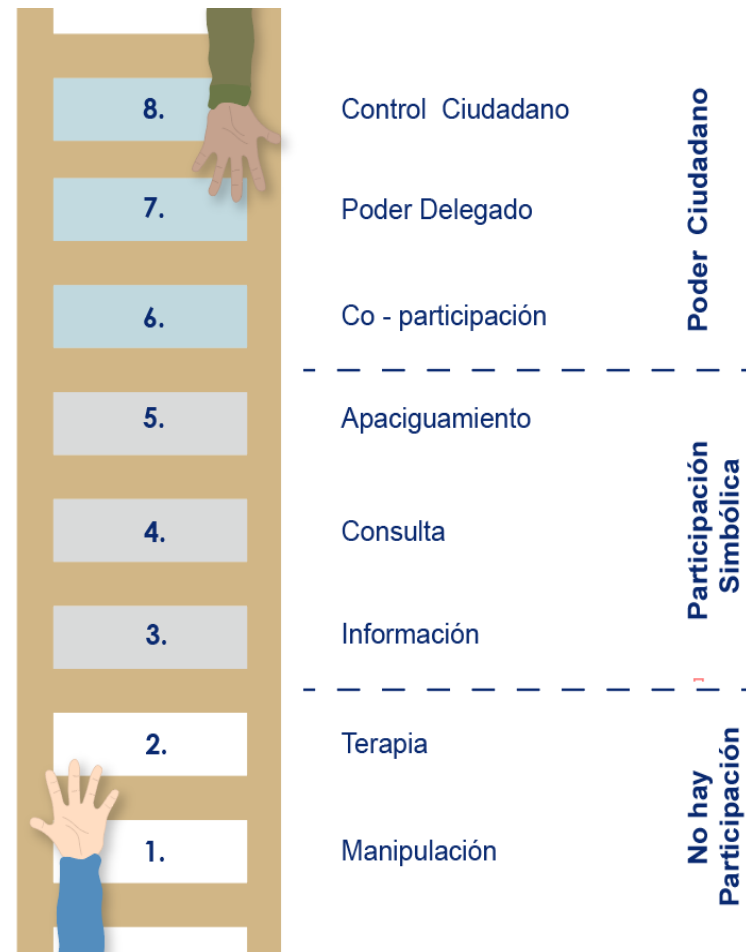 8. Control Ciudadano
7. Poder Delegado
6. Co - participación
Poder Ciudadano
5. Apaciguamiento
4. Consulta
3. Información
Participación
Simbólica
2. Terapia
1. Manipulación
No hay
Participación